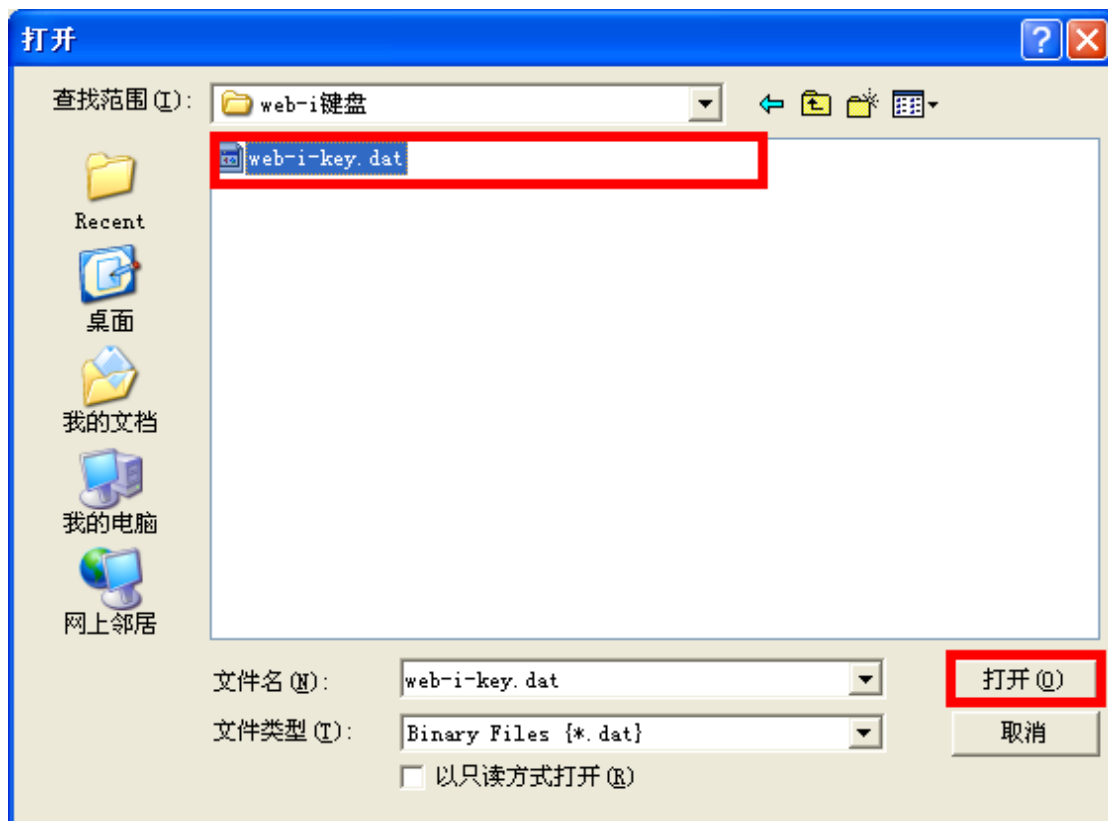 打开
查找范围(I): web-i键盘
web-i-key.dat
Recent
桌面
我的文档
我的电脑
网上邻居
文件名(N): web-i-key.dat 打开(O)
文件类型(T): Binary Files {*.dat} 取消
以只读方式打开(R)